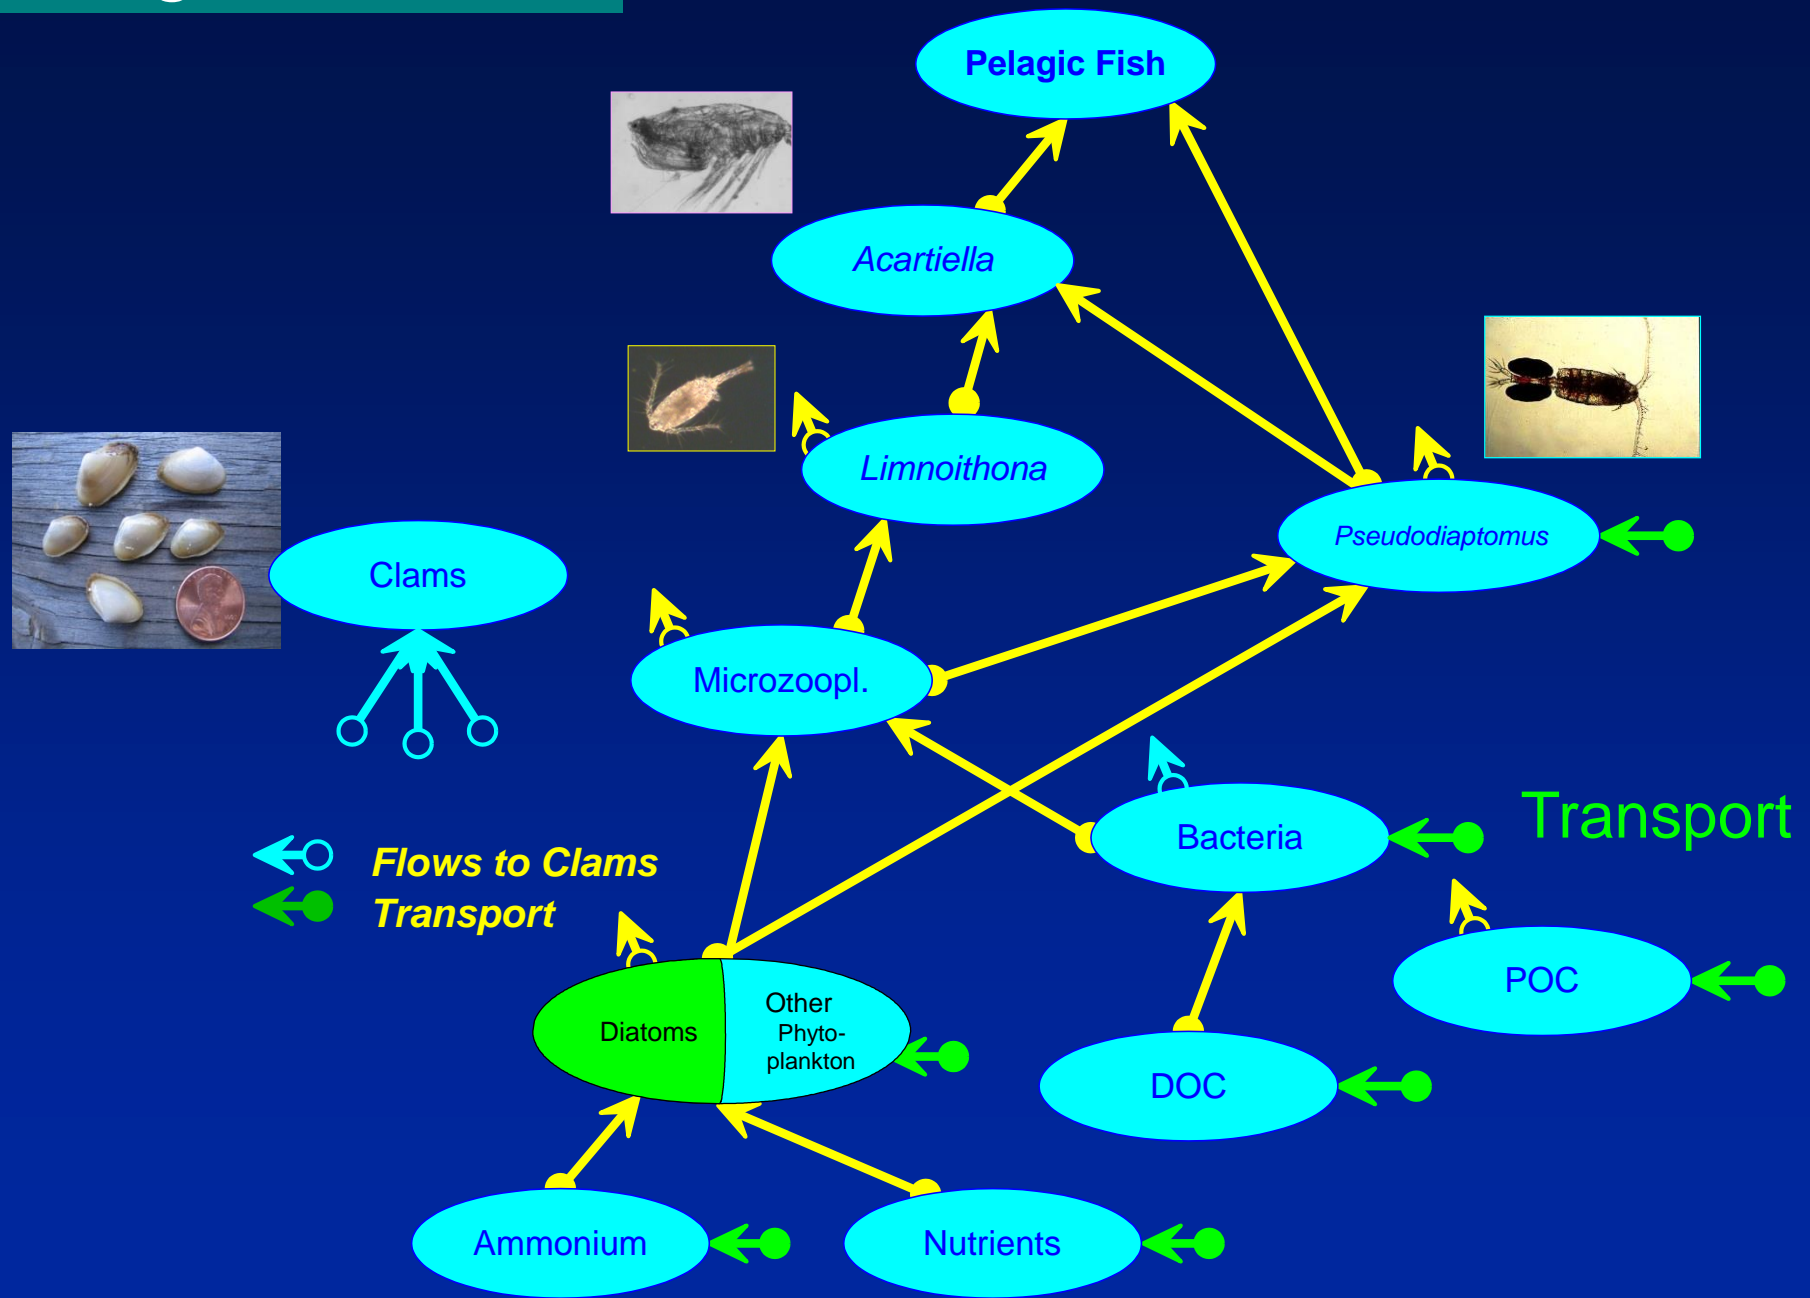 Pelagic Fish
Acartiella
Limnoithona
Pseudodiaptomus
Clams
Microzoopl.
Bacteria
Transport
Flows to Clams
Transport
POC
Other
Phyto-
plankton
Diatoms
DOC
Ammonium
Nutrients